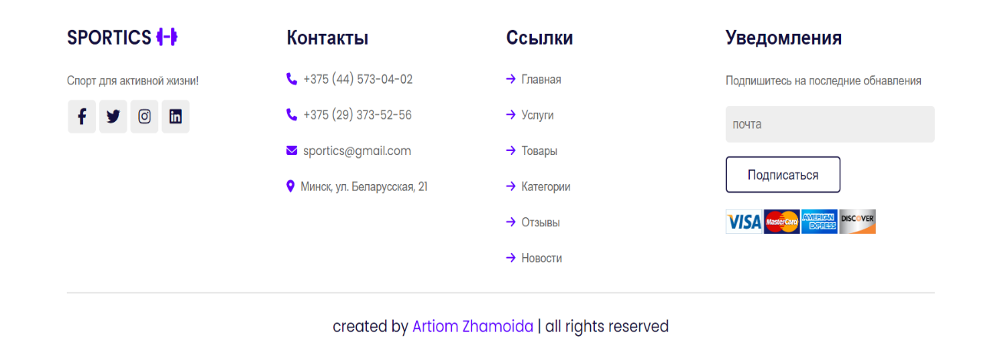 SPORTICS
Спорт для активной жизни!
Контакты
+375 (44) 573-04-02
+375 (29) 373-52-56
sportics@gmail.com
Минск, ул. Беларусская, 21
Ссылки
Главная
Услуги
Товары
Категории
Отзывы
Новости
Уведомления
Подпишитесь на последние обнавления
почта
Подписаться
VISA MasterCard AMERICAN EXPRESS DISCOVER
created by Artiom Zhamoida | all rights reserved